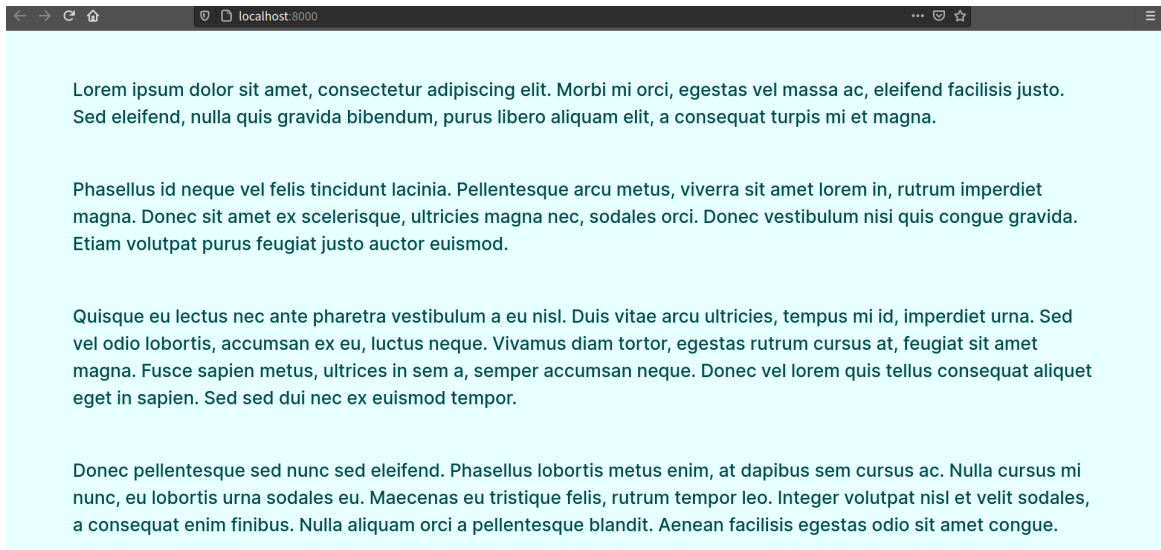 localhost:8000
Lorem ipsum dolor sit amet, consectetur adipiscing elit. Morbi mi orci, egestas vel massa ac, eleifend facilisis justo.
Sed eleifend, nulla quis gravida bibendum, purus libero aliquam elit, a consequat turpis mi et magna.
Phasellus id neque vel felis tincidunt lacinia. Pellentesque arcu metus, viverra sit amet lorem in, rutrum imperdiet
magna. Donec sit amet ex scelerisque, ultricies magna nec, sodales orci. Donec vestibulum nisi quis congue gravida.
Etiam volutpat purus feugiat justo auctor euismod.
Quisque eu lectus nec ante pharetra vestibulum a eu nisl. Duis vitae arcu ultricies, tempus mi id, imperdiet urna. Sed
vel odio lobortis, accumsan ex eu, luctus neque. Vivamus diam tortor, egestas rutrum cursus at, feugiat sit amet
magna. Fusce sapien metus, ultrices in sem a, semper accumsan neque. Donec vel lorem quis tellus consequat aliquet
eget in sapien. Sed sed dui nec ex euismod tempor.
Donec pellentesque sed nunc sed eleifend. Phasellus lobortis metus enim, at dapibus sem cursus ac. Nulla cursus mi
nunc, eu lobortis urna sodales eu. Maecenas eu tristique felis, rutrum tempor leo. Integer volutpat nisl et velit sodales,
a consequat enim finibus. Nulla aliquam orci a pellentesque blandit. Aenean facilisis egestas odio sit amet congue.